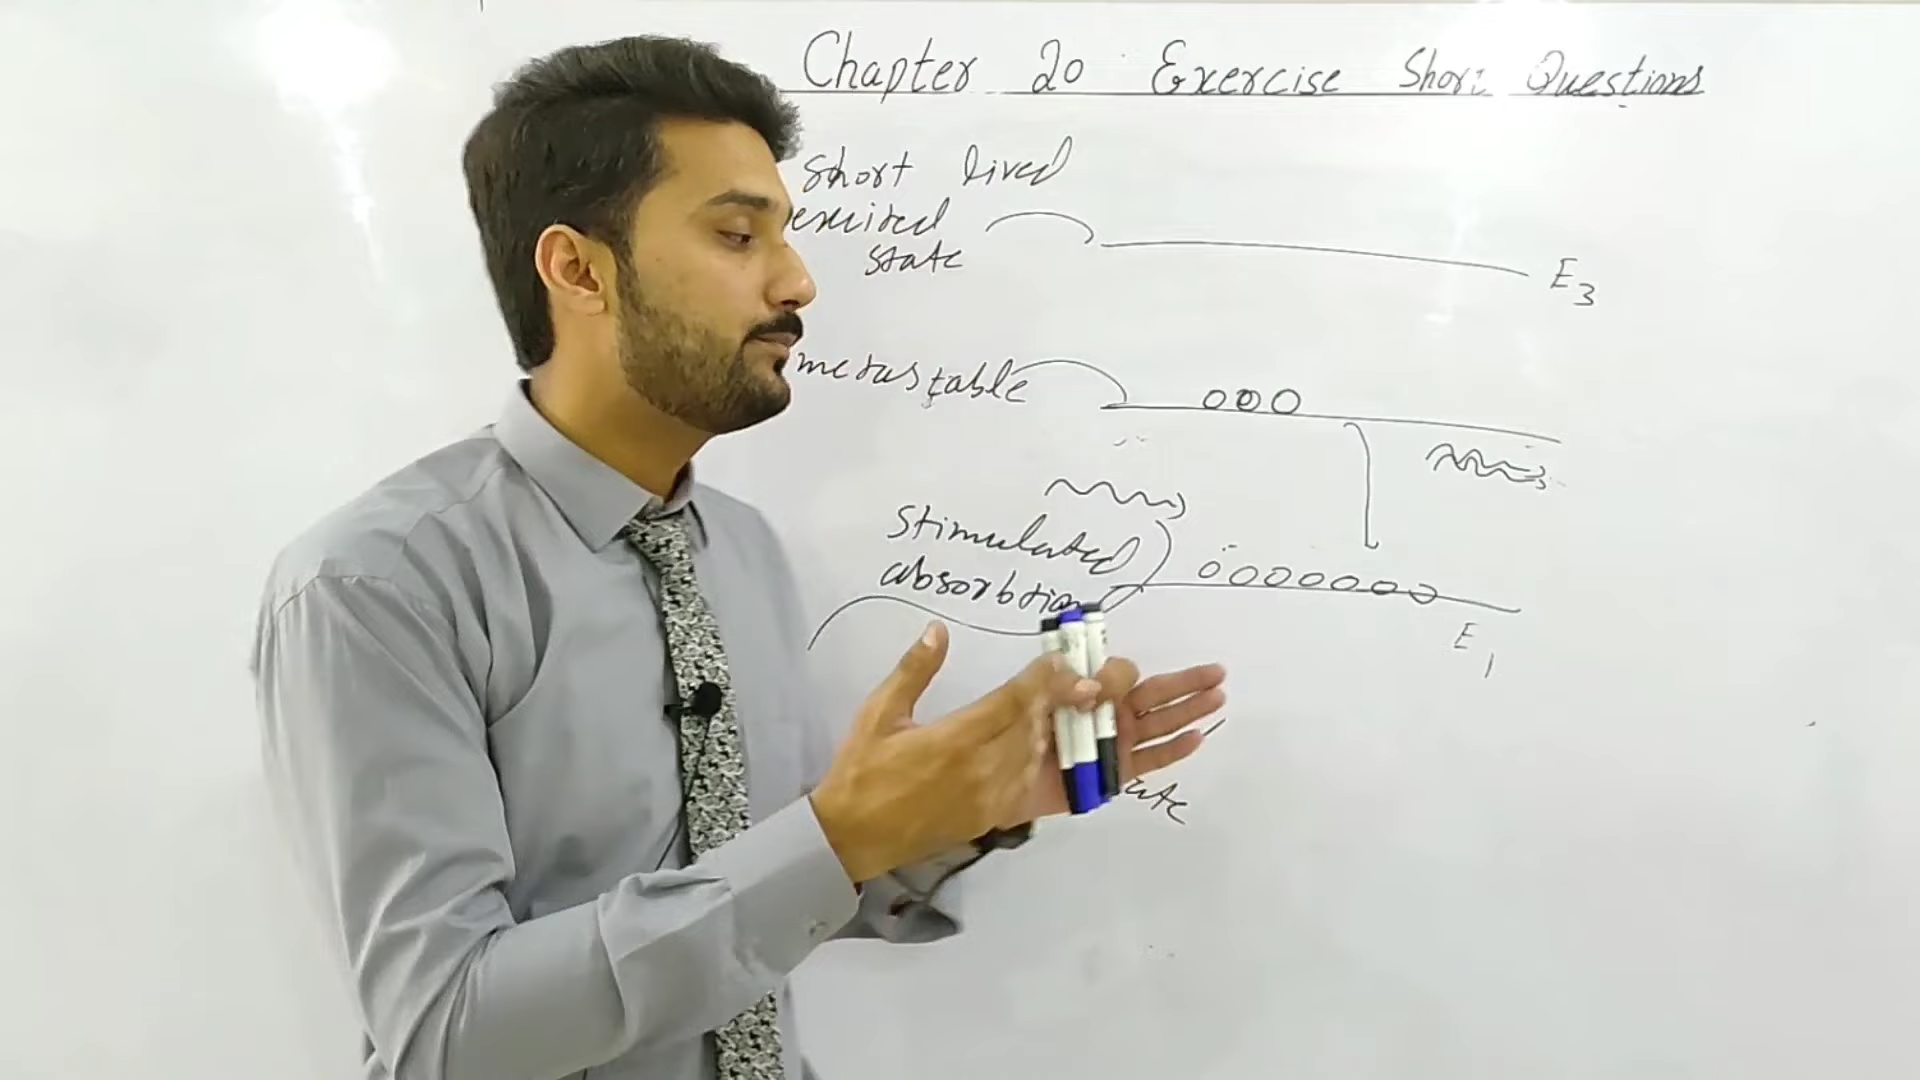 Chapter 20 Exercise Short Questions
Short lived
excited
state
E3
metastable
Stimulated
absorbtion
E1